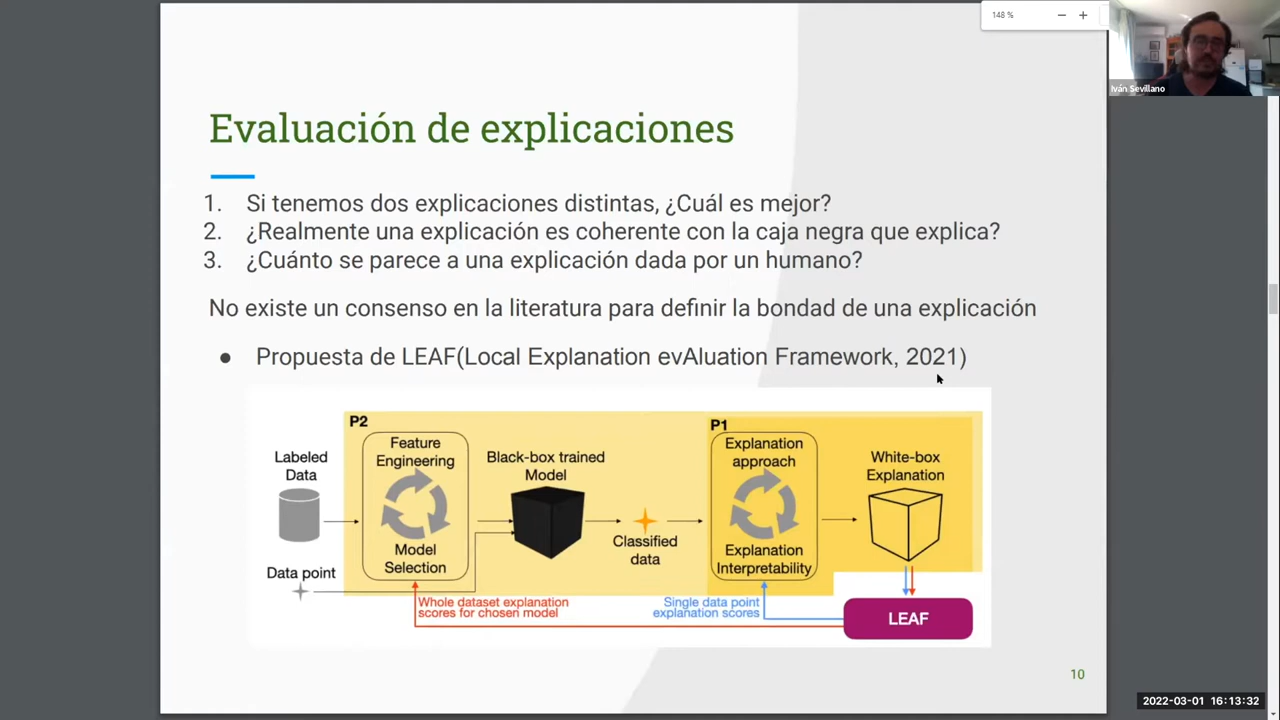 148 %
Iván Sevillano
Evaluación de explicaciones
1. Si tenemos dos explicaciones distintas, ¿Cuál es mejor?
2. ¿Realmente una explicación es coherente con la caja negra que explica?
3. ¿Cuánto se parece a una explicación dada por un humano?
No existe un consenso en la literatura para definir la bondad de una explicación
● Propuesta de LEAF(Local Explanation evAluation Framework, 2021)
P2
P1
Labeled
Data
Feature
Engineering
Black-box trained
Model
Explanation
approach
White-box
Explanation
Classified
data
Model
Selection
Explanation
Interpretability
Data point
Whole dataset explanation
scores for chosen model
Single data point
explanation scores
LEAF
10
2022-03-01 16:13:32